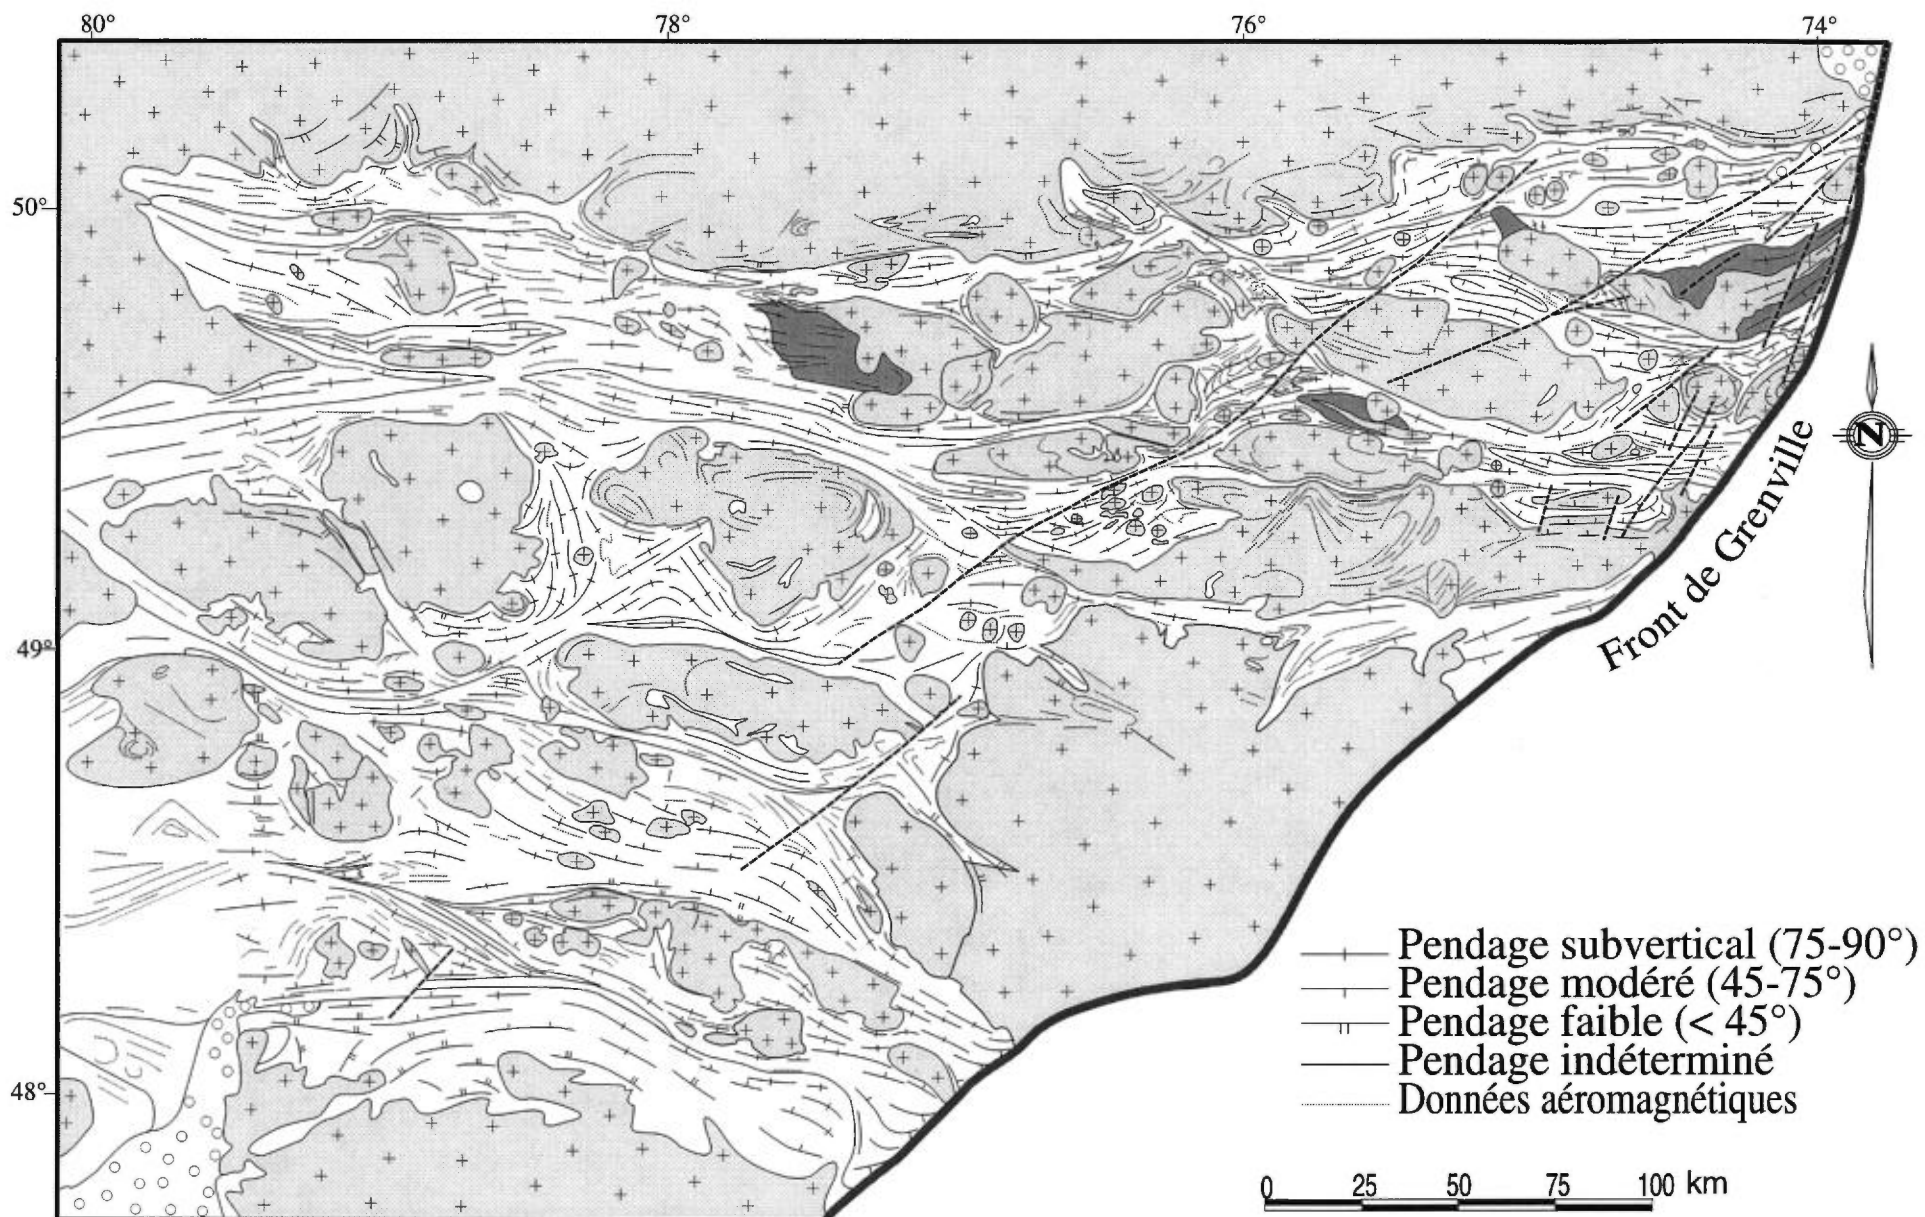 80° 78° 76° 74°
50°
49°
48°
N
Front de Grenville
Pendage subvertical (75-90°)
Pendage modéré (45-75°)
Pendage faible (< 45°)
Pendage indéterminé
Données aéromagnétiques
0 25 50 75 100 km